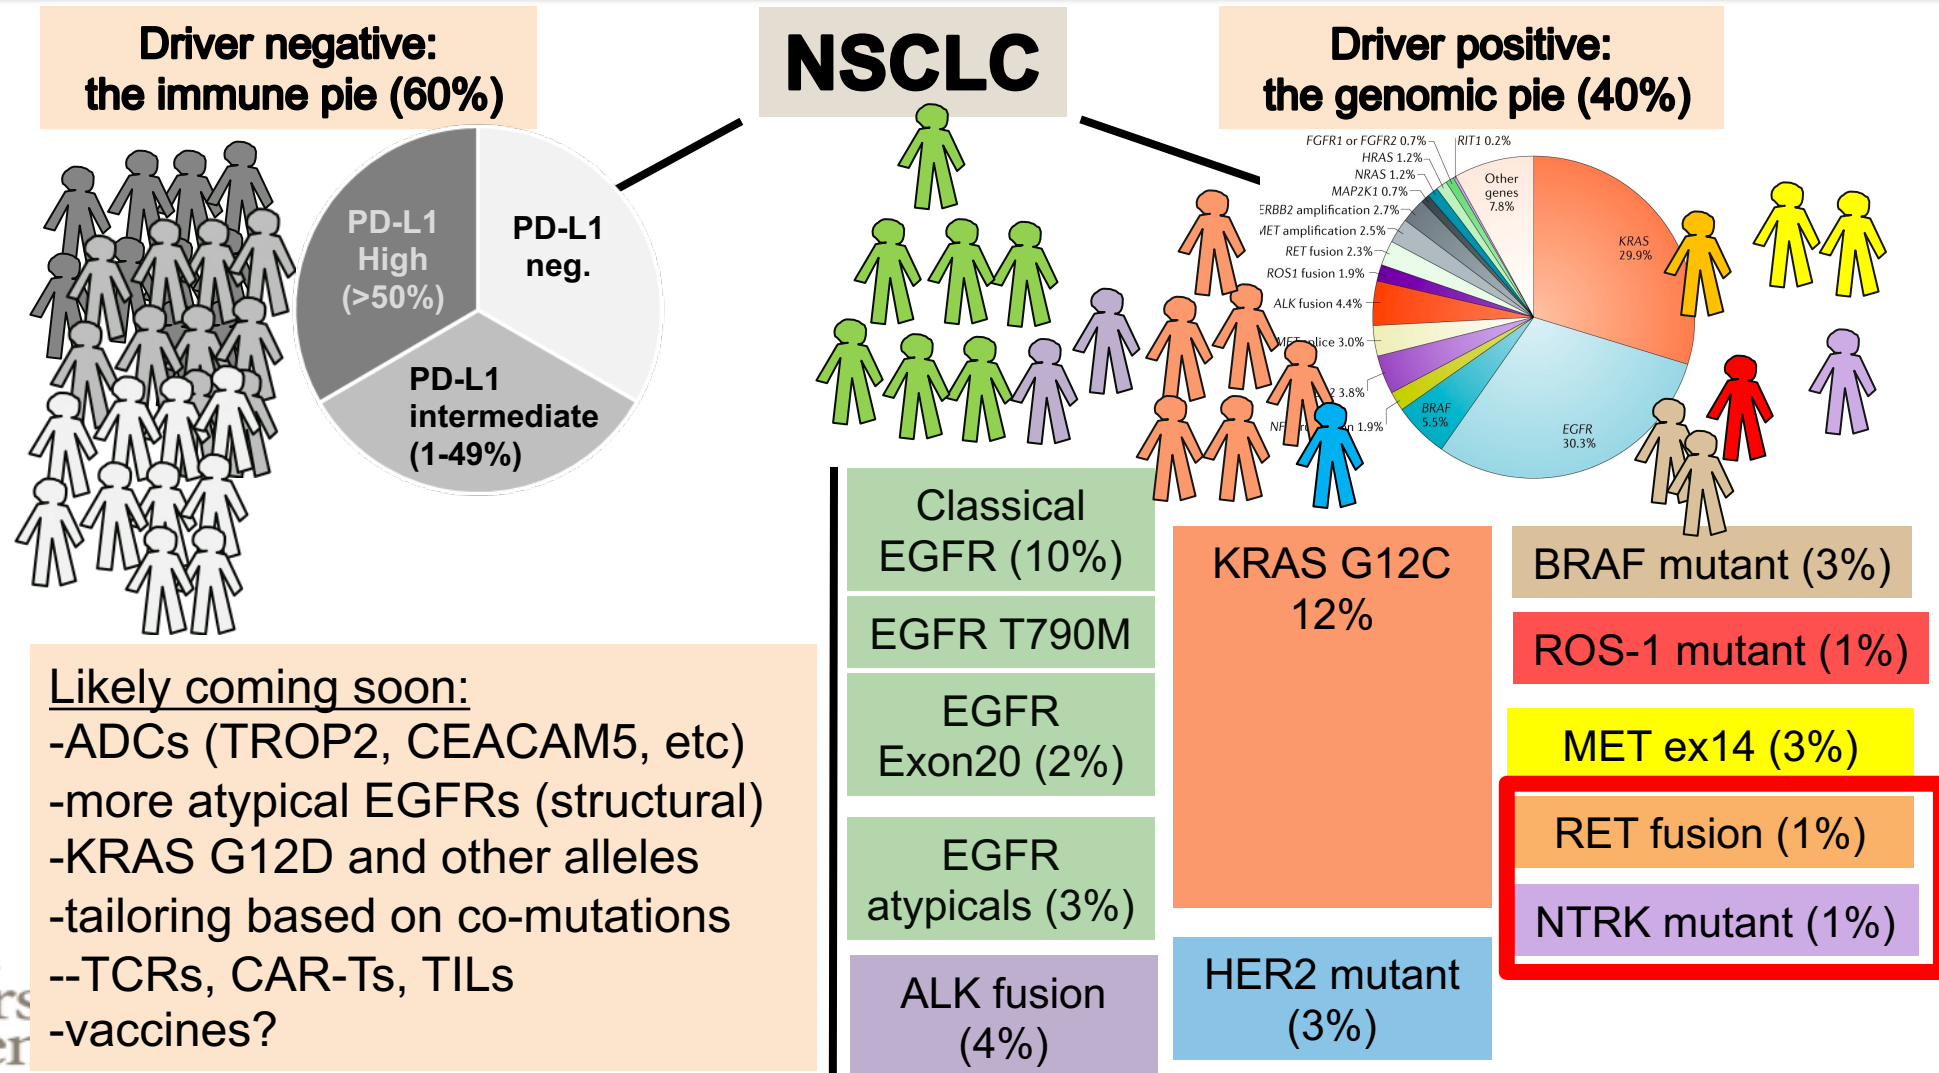 Driver negative:
the immune pie (60%)
NSCLC
Driver positive:
the genomic pie (40%)
PD-L1
High
(>50%)
PD-L1
neg.
PD-L1
intermediate
(1-49%)
FGFR1 or FGFR2 0.7%
RIT1 0.2%
HRAS 1.2%
NRAS 1.2%
MAP2K1 0.7%
ERBB2 amplification 2.7%
MET amplification 2.5%
RET fusion 2.3%
ROS1 fusion 1.9%
ALK fusion 4.4%
3.0%
3.8%
1.9%
Other
genes
7.8%
KRAS
29.9%
EGFR
30.3%
BRAF
5.5%
Classical
EGFR (10%)
EGFR T790M
EGFR
Exon20 (2%)
EGFR
atypicals (3%)
ALK fusion
(4%)
KRAS G12C
12%
HER2 mutant
(3%)
BRAF mutant (3%)
ROS-1 mutant (1%)
MET ex14 (3%)
RET fusion (1%)
NTRK mutant (1%)
Likely coming soon:
-ADCs (TROP2, CEACAM5, etc)
-more atypical EGFRs (structural)
-KRAS G12D and other alleles
-tailoring based on co-mutations
--TCRs, CAR-Ts, TILs
-vaccines?